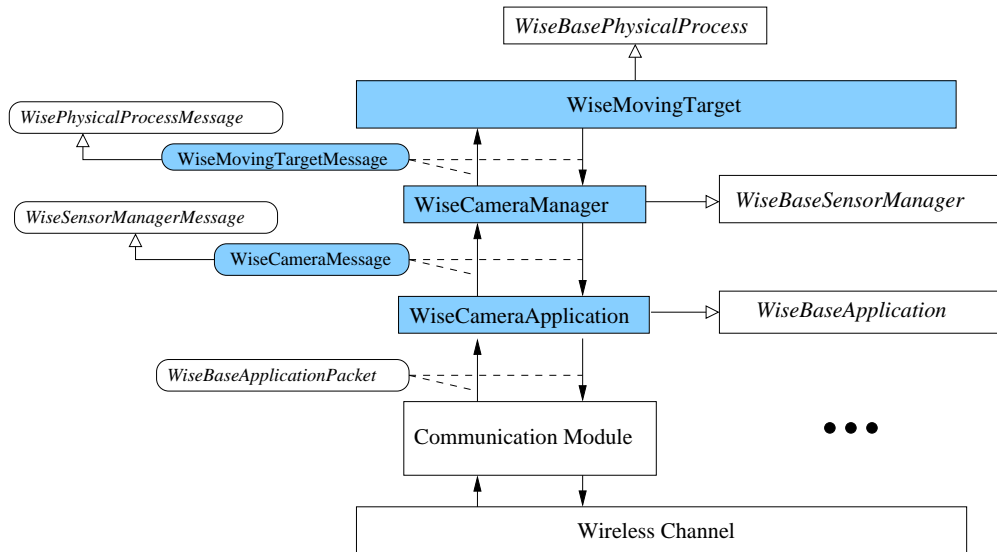 WiseBasePhysicalProcess
WiseMovingTarget
WisePhysicalProcessMessage
WiseMovingTargetMessage
WiseCameraManager
WiseBaseSensorManager
WiseSensorManagerMessage
WiseCameraMessage
WiseCameraApplication
WiseBaseApplication
WiseBaseApplicationPacket
Communication Module
Wireless Channel